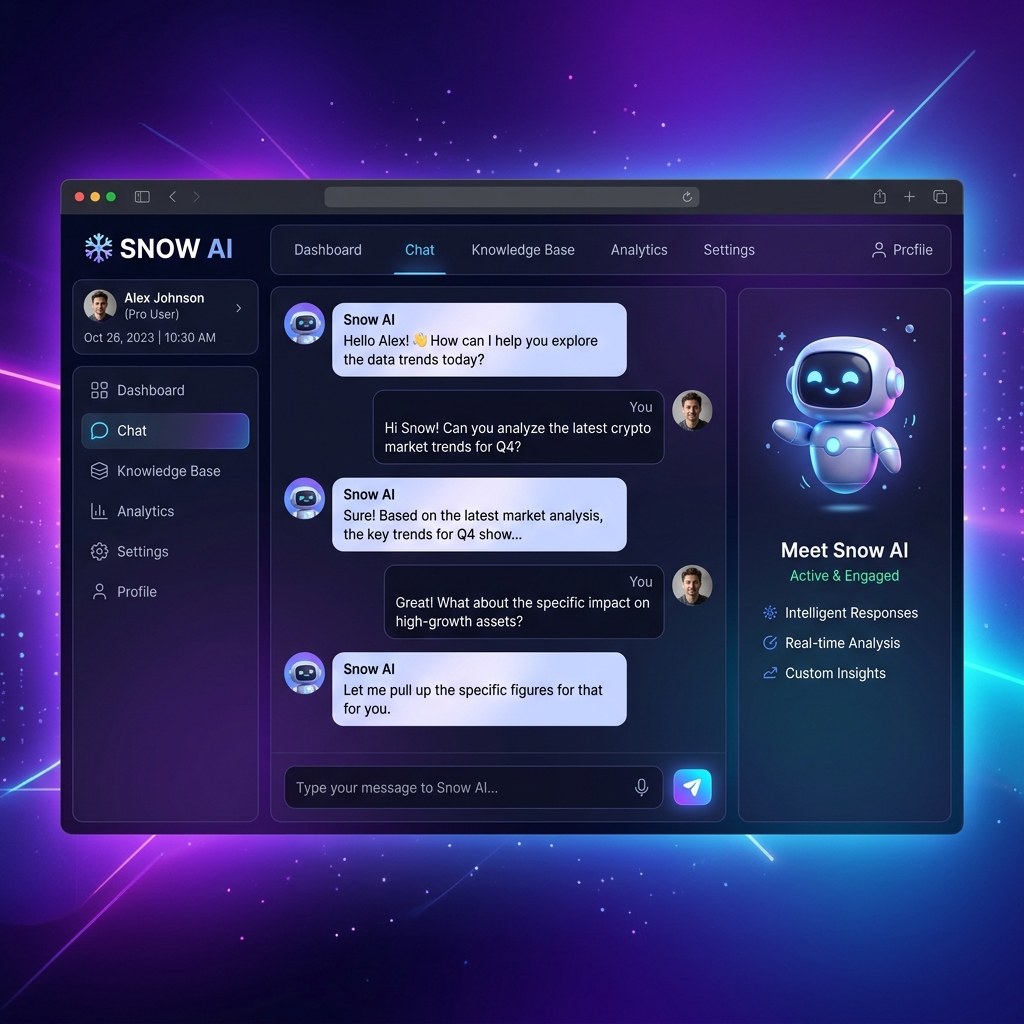 SNOW AI
Dashboard
Chat
Knowledge Base
Analytics
Settings
Profile
Alex Johnson
(Pro User)
Oct 26, 2023 | 10:30 AM
Dashboard
Chat
Knowledge Base
Analytics
Settings
Profile
Snow AI
Hello Alex! 👋 How can I help you explore
the data trends today?
You
Hi Snow! Can you analyze the latest crypto
market trends for Q4?
Snow AI
Sure! Based on the latest market analysis,
the key trends for Q4 show...
You
Great! What about the specific impact on
high-growth assets?
Snow AI
Let me pull up the specific figures for that
for you.
Type your message to Snow AI...
Meet Snow AI
Active & Engaged
Intelligent Responses
Real-time Analysis
Custom Insights